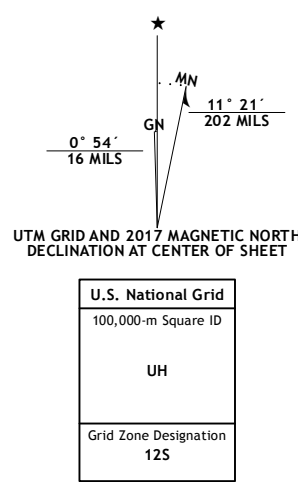 MN
11° 21´
202 MILS
GN
0° 54´
16 MILS
UTM GRID AND 2017 MAGNETIC NORTH
DECLINATION AT CENTER OF SHEET
U.S. National Grid
100,000-m Square ID
UH
Grid Zone Designation
12S